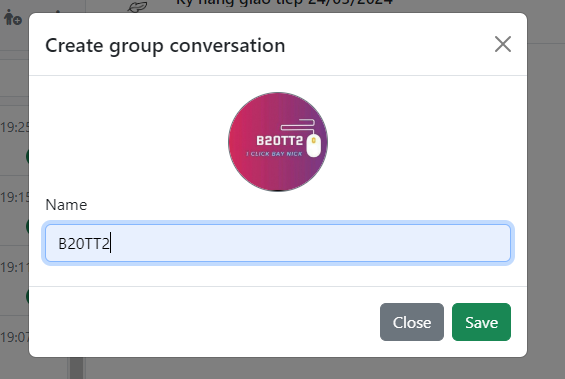 Kỹ năng giao tiếp 24/03/2024
Create group conversation
B20TT2
1 CLICK BAY NICK
Name
B20TT2
Close
Save
19:25
19:15
19:11
19:07